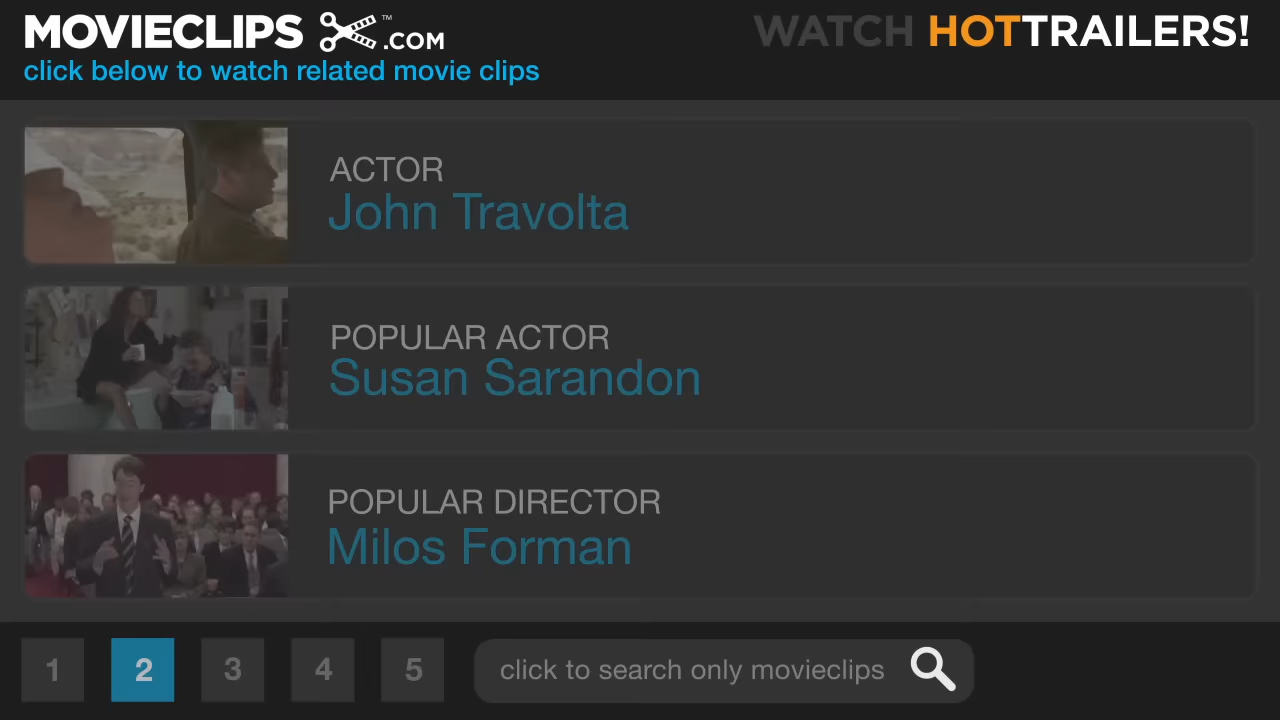 MOVIECLIPS ™ .COM
WATCH HOTTRAILERS!
click below to watch related movie clips
ACTOR
John Travolta
POPULAR ACTOR
Susan Sarandon
POPULAR DIRECTOR
Milos Forman
1 2 3 4 5 click to search only movieclips